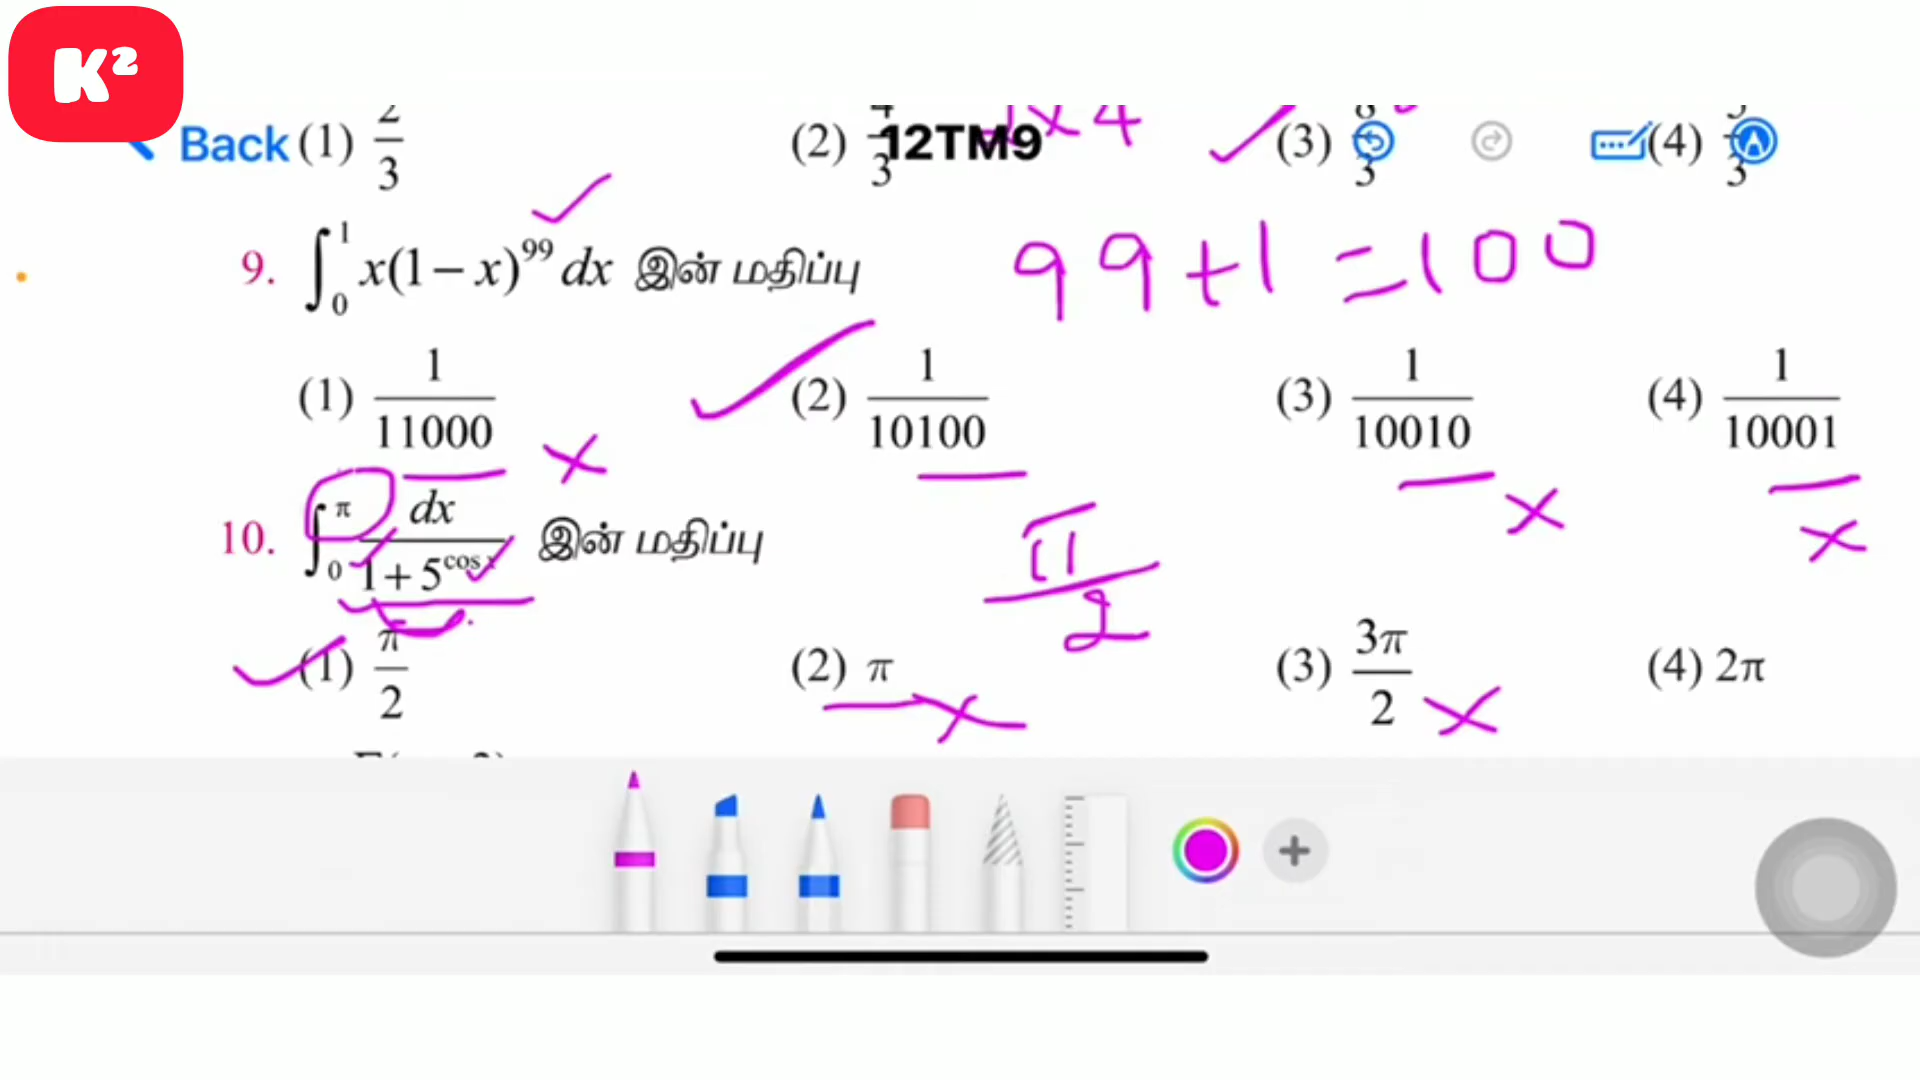 K²
Back 12TM9
(1) 2/3 (2) 4/3 (3) 8/3 (4) 5/3
1×4
9. ∫₀¹ x(1 − x)⁹⁹ dx இன் மதிப்பு 99+1=100
(1) 1/11000 (2) 1/10100 (3) 1/10010 (4) 1/10001
10. ∫₀^π dx/(1+5^cos x) இன் மதிப்பு π/2
(1) π/2 (2) π (3) 3π/2 (4) 2π